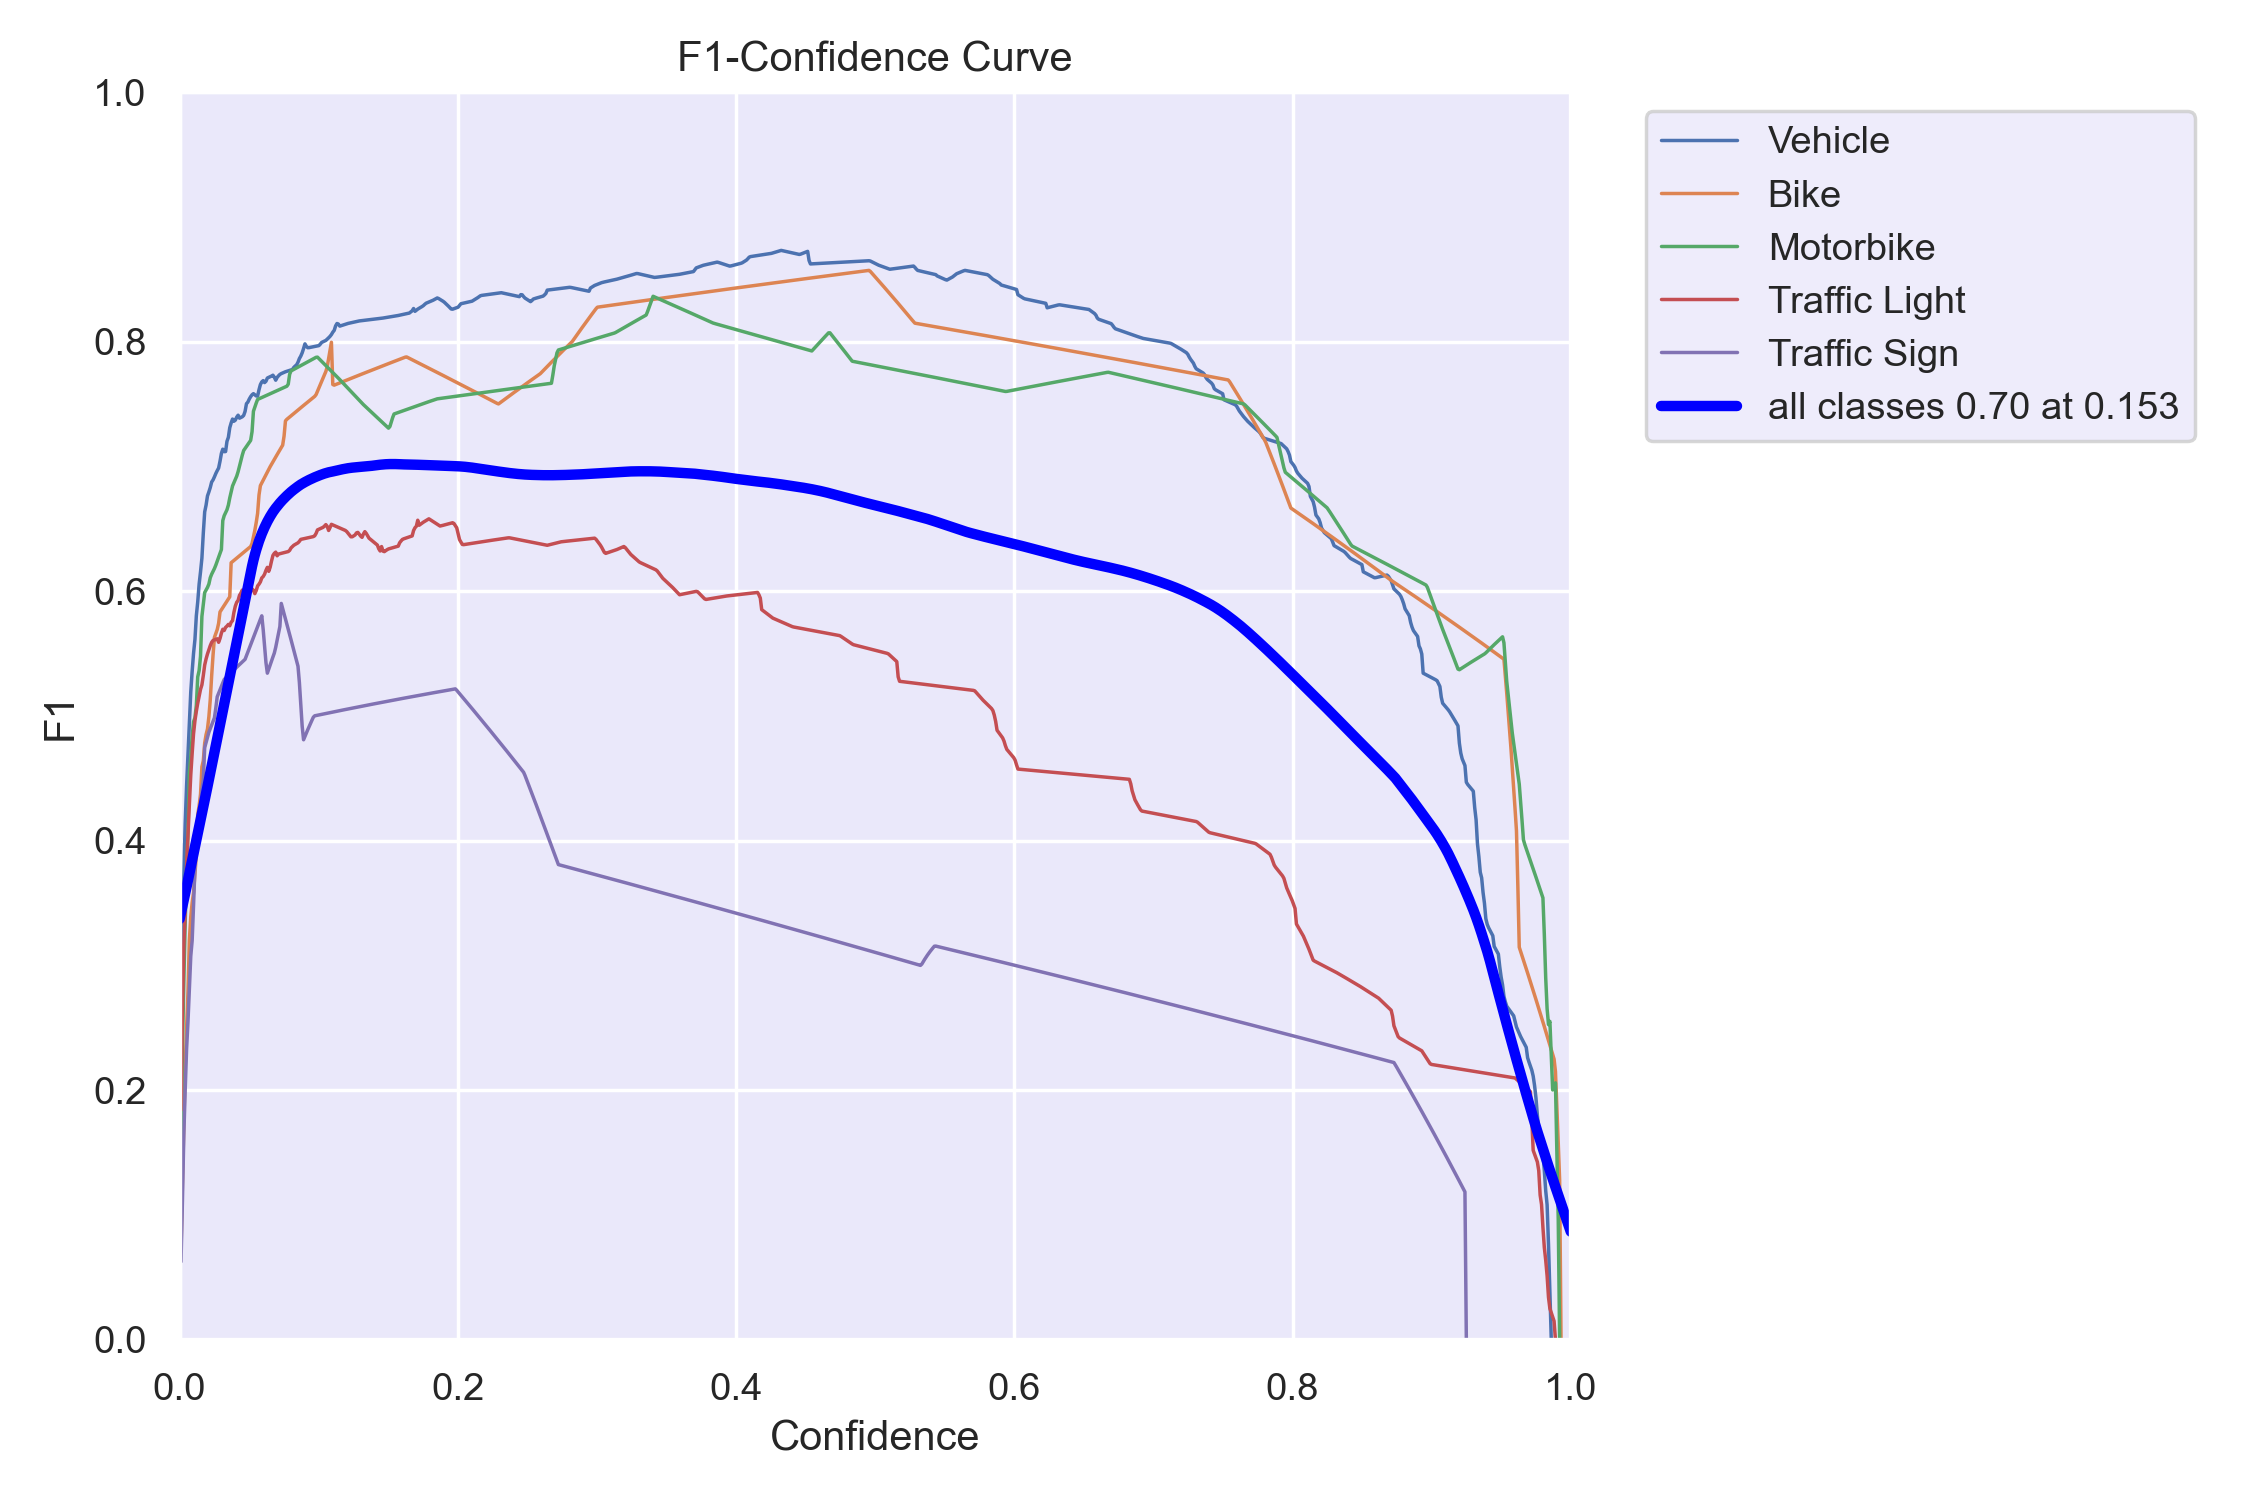 F1-Confidence Curve
1.0
0.8
0.6
0.4
0.2
0.0
F1
0.0 0.2 0.4 0.6 0.8 1.0
Confidence
Vehicle
Bike
Motorbike
Traffic Light
Traffic Sign
all classes 0.70 at 0.153